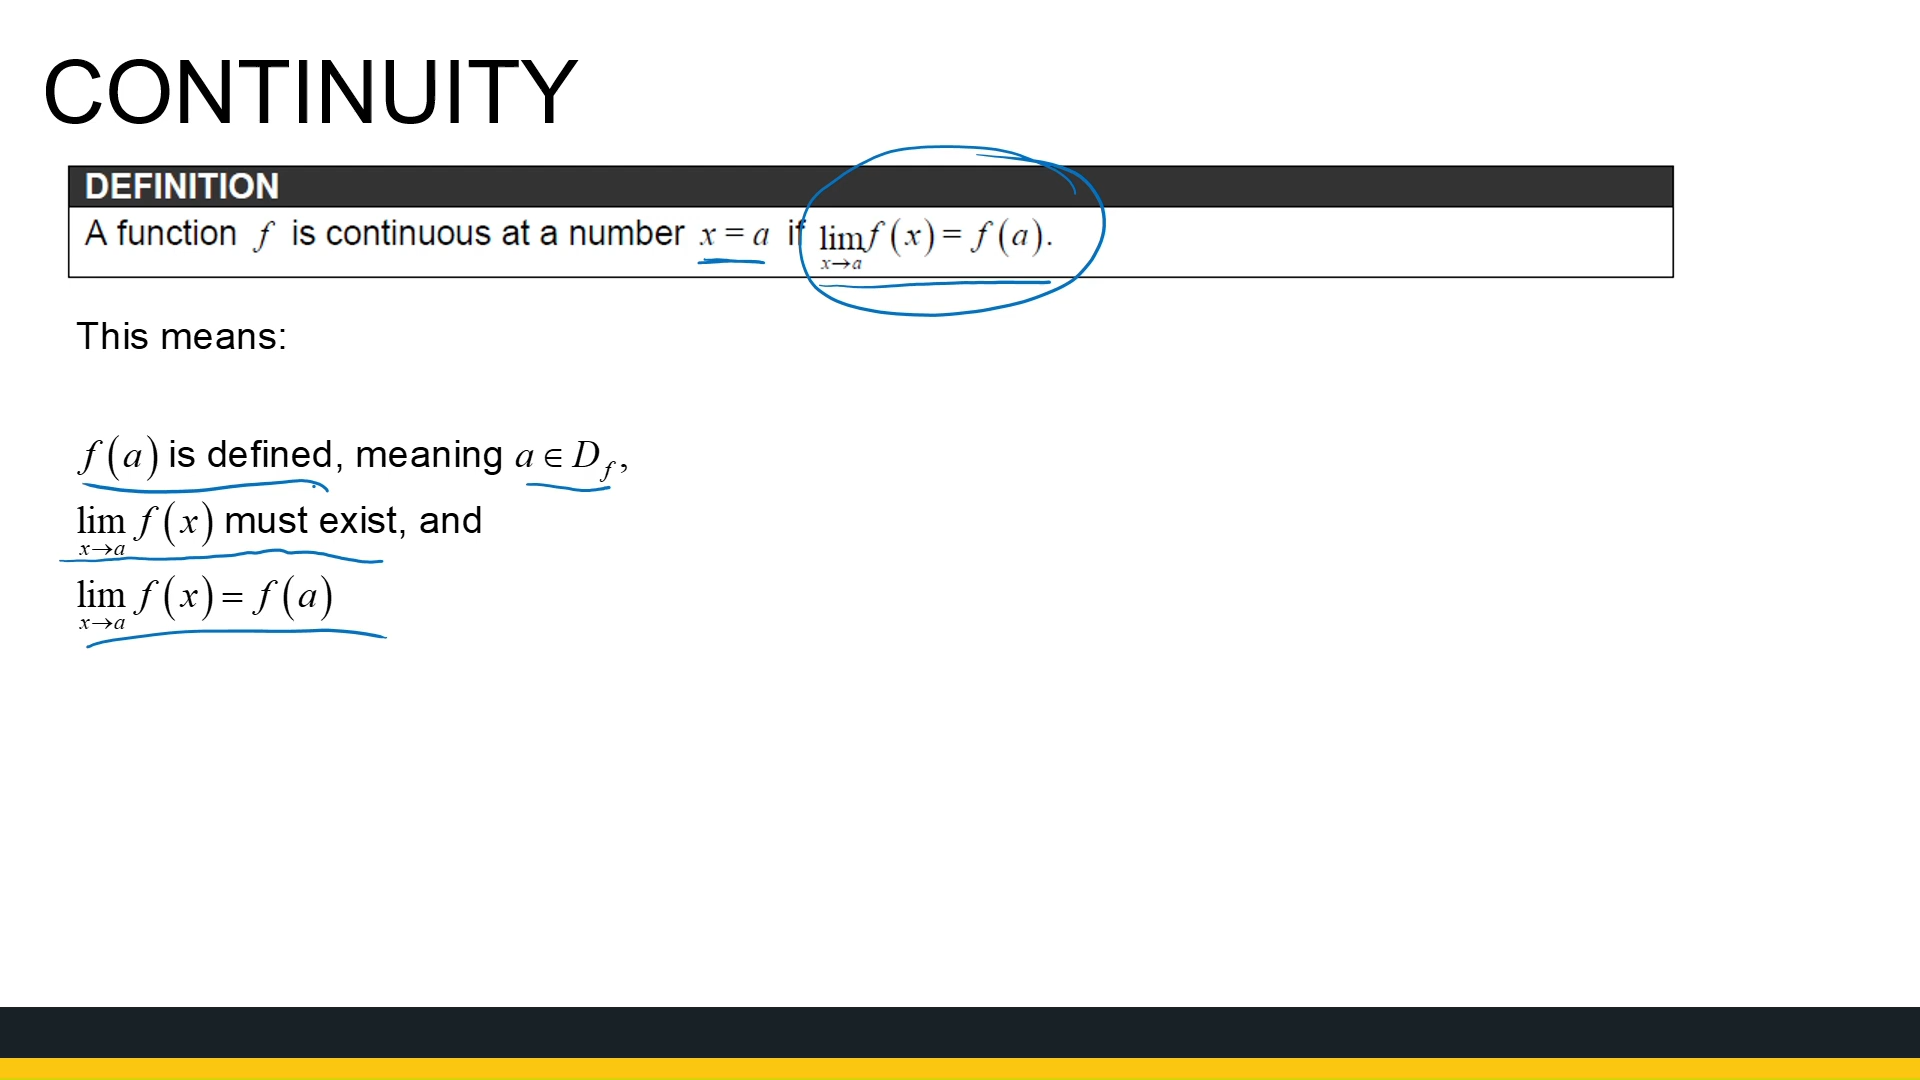 CONTINUITY
DEFINITION
A function f is continuous at a number x = a if lim x→a f(x) = f(a).
This means:
f(a) is defined, meaning a ∈ D_f,
lim x→a f(x) must exist, and
lim x→a f(x) = f(a)